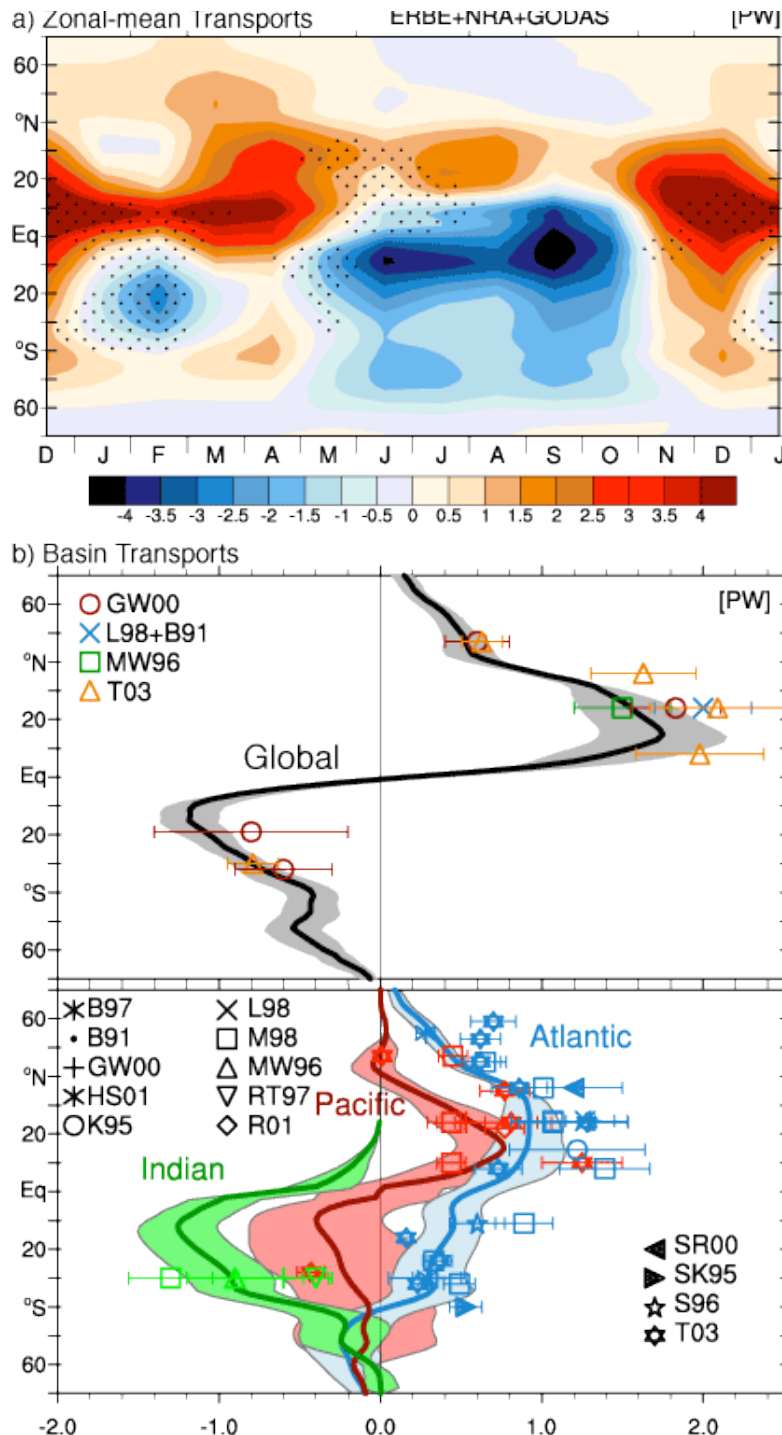 a) Zonal-mean Transports ERBE+NRA+GODAS [PW]
60
°N
20
Eq
20
°S
60
D J F M A M J J A S O N D J
-4 -3.5 -3 -2.5 -2 -1.5 -1 -0.5 0 0.5 1 1.5 2 2.5 3 3.5 4
b) Basin Transports
60
°N
20
Eq
20
°S
60
GW00
L98+B91
MW96
T03
[PW]
Global
B97 L98
B91 M98
GW00 MW96
HS01 RT97
K95 R01
60
°N
20
Eq
20
°S
60
Atlantic
Pacific
Indian
SR00
SK95
S96
T03
-2.0 -1.0 0.0 1.0 2.0